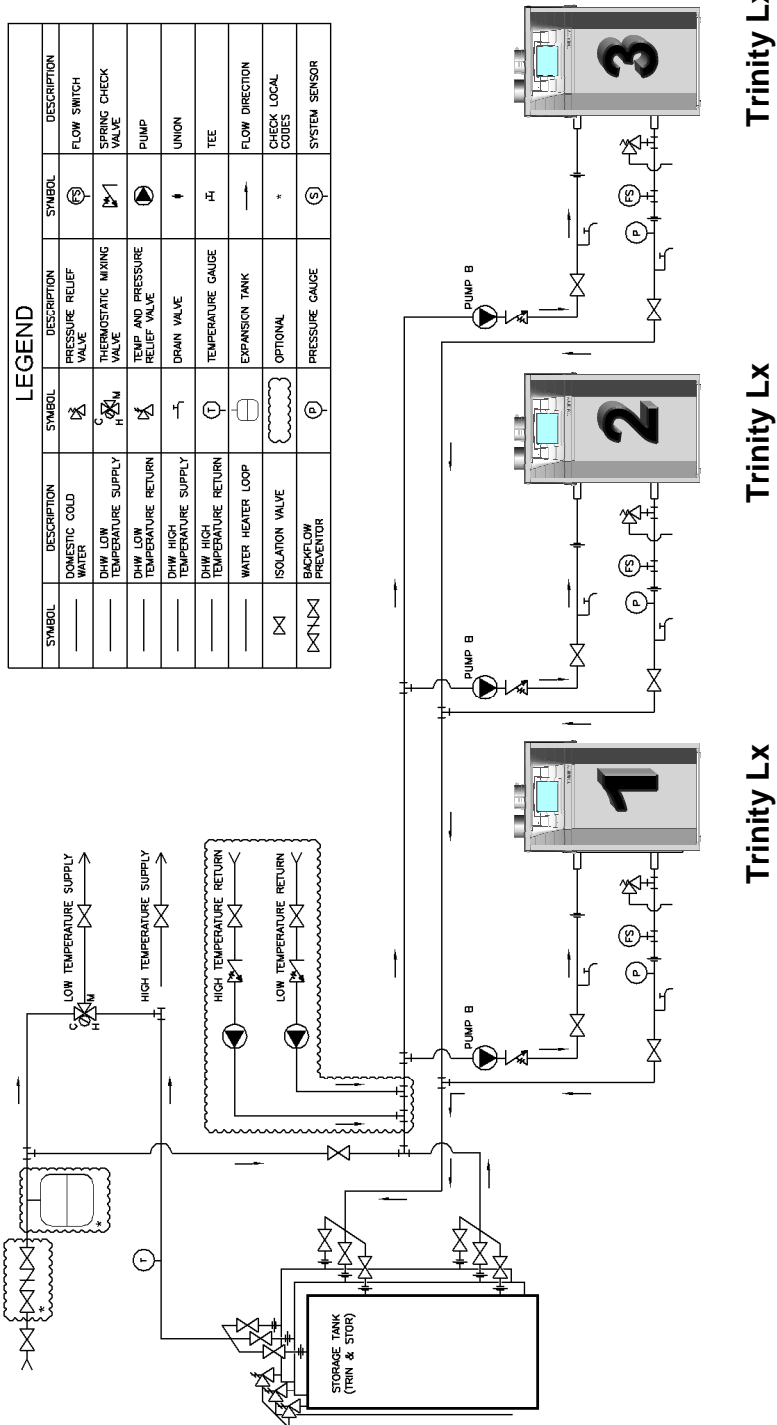 LEGEND
SYMBOL DESCRIPTION SYMBOL DESCRIPTION SYMBOL DESCRIPTION
DOMESTIC COLD WATER
PRESSURE RELIEF VALVE
FS
FLOW SWITCH
DHW LOW TEMPERATURE SUPPLY
C
H
M
THERMOSTATIC MIXING VALVE
SPRING CHECK VALVE
DHW LOW TEMPERATURE RETURN
TEMP AND PRESSURE RELIEF VALVE
PUMP
DHW HIGH TEMPERATURE SUPPLY
DRAIN VALVE
UNION
DHW HIGH TEMPERATURE RETURN
T
TEMPERATURE GAUGE
TEE
WATER HEATER LOOP
EXPANSION TANK
FLOW DIRECTION
ISOLATION VALVE
OPTIONAL
*
CHECK LOCAL CODES
BACKFLOW PREVENTOR
P
PRESSURE GAUGE
S
SYSTEM SENSOR
*
*
C
H
M
LOW TEMPERATURE SUPPLY
HIGH TEMPERATURE SUPPLY
T
HIGH TEMPERATURE RETURN
LOW TEMPERATURE RETURN
STORAGE TANK
(TRIN & STOR)
PUMP B
PUMP B
PUMP B
P
FS
P
FS
P
FS
1
2
3
Trinity Lx
Trinity Lx
Trinity Lx